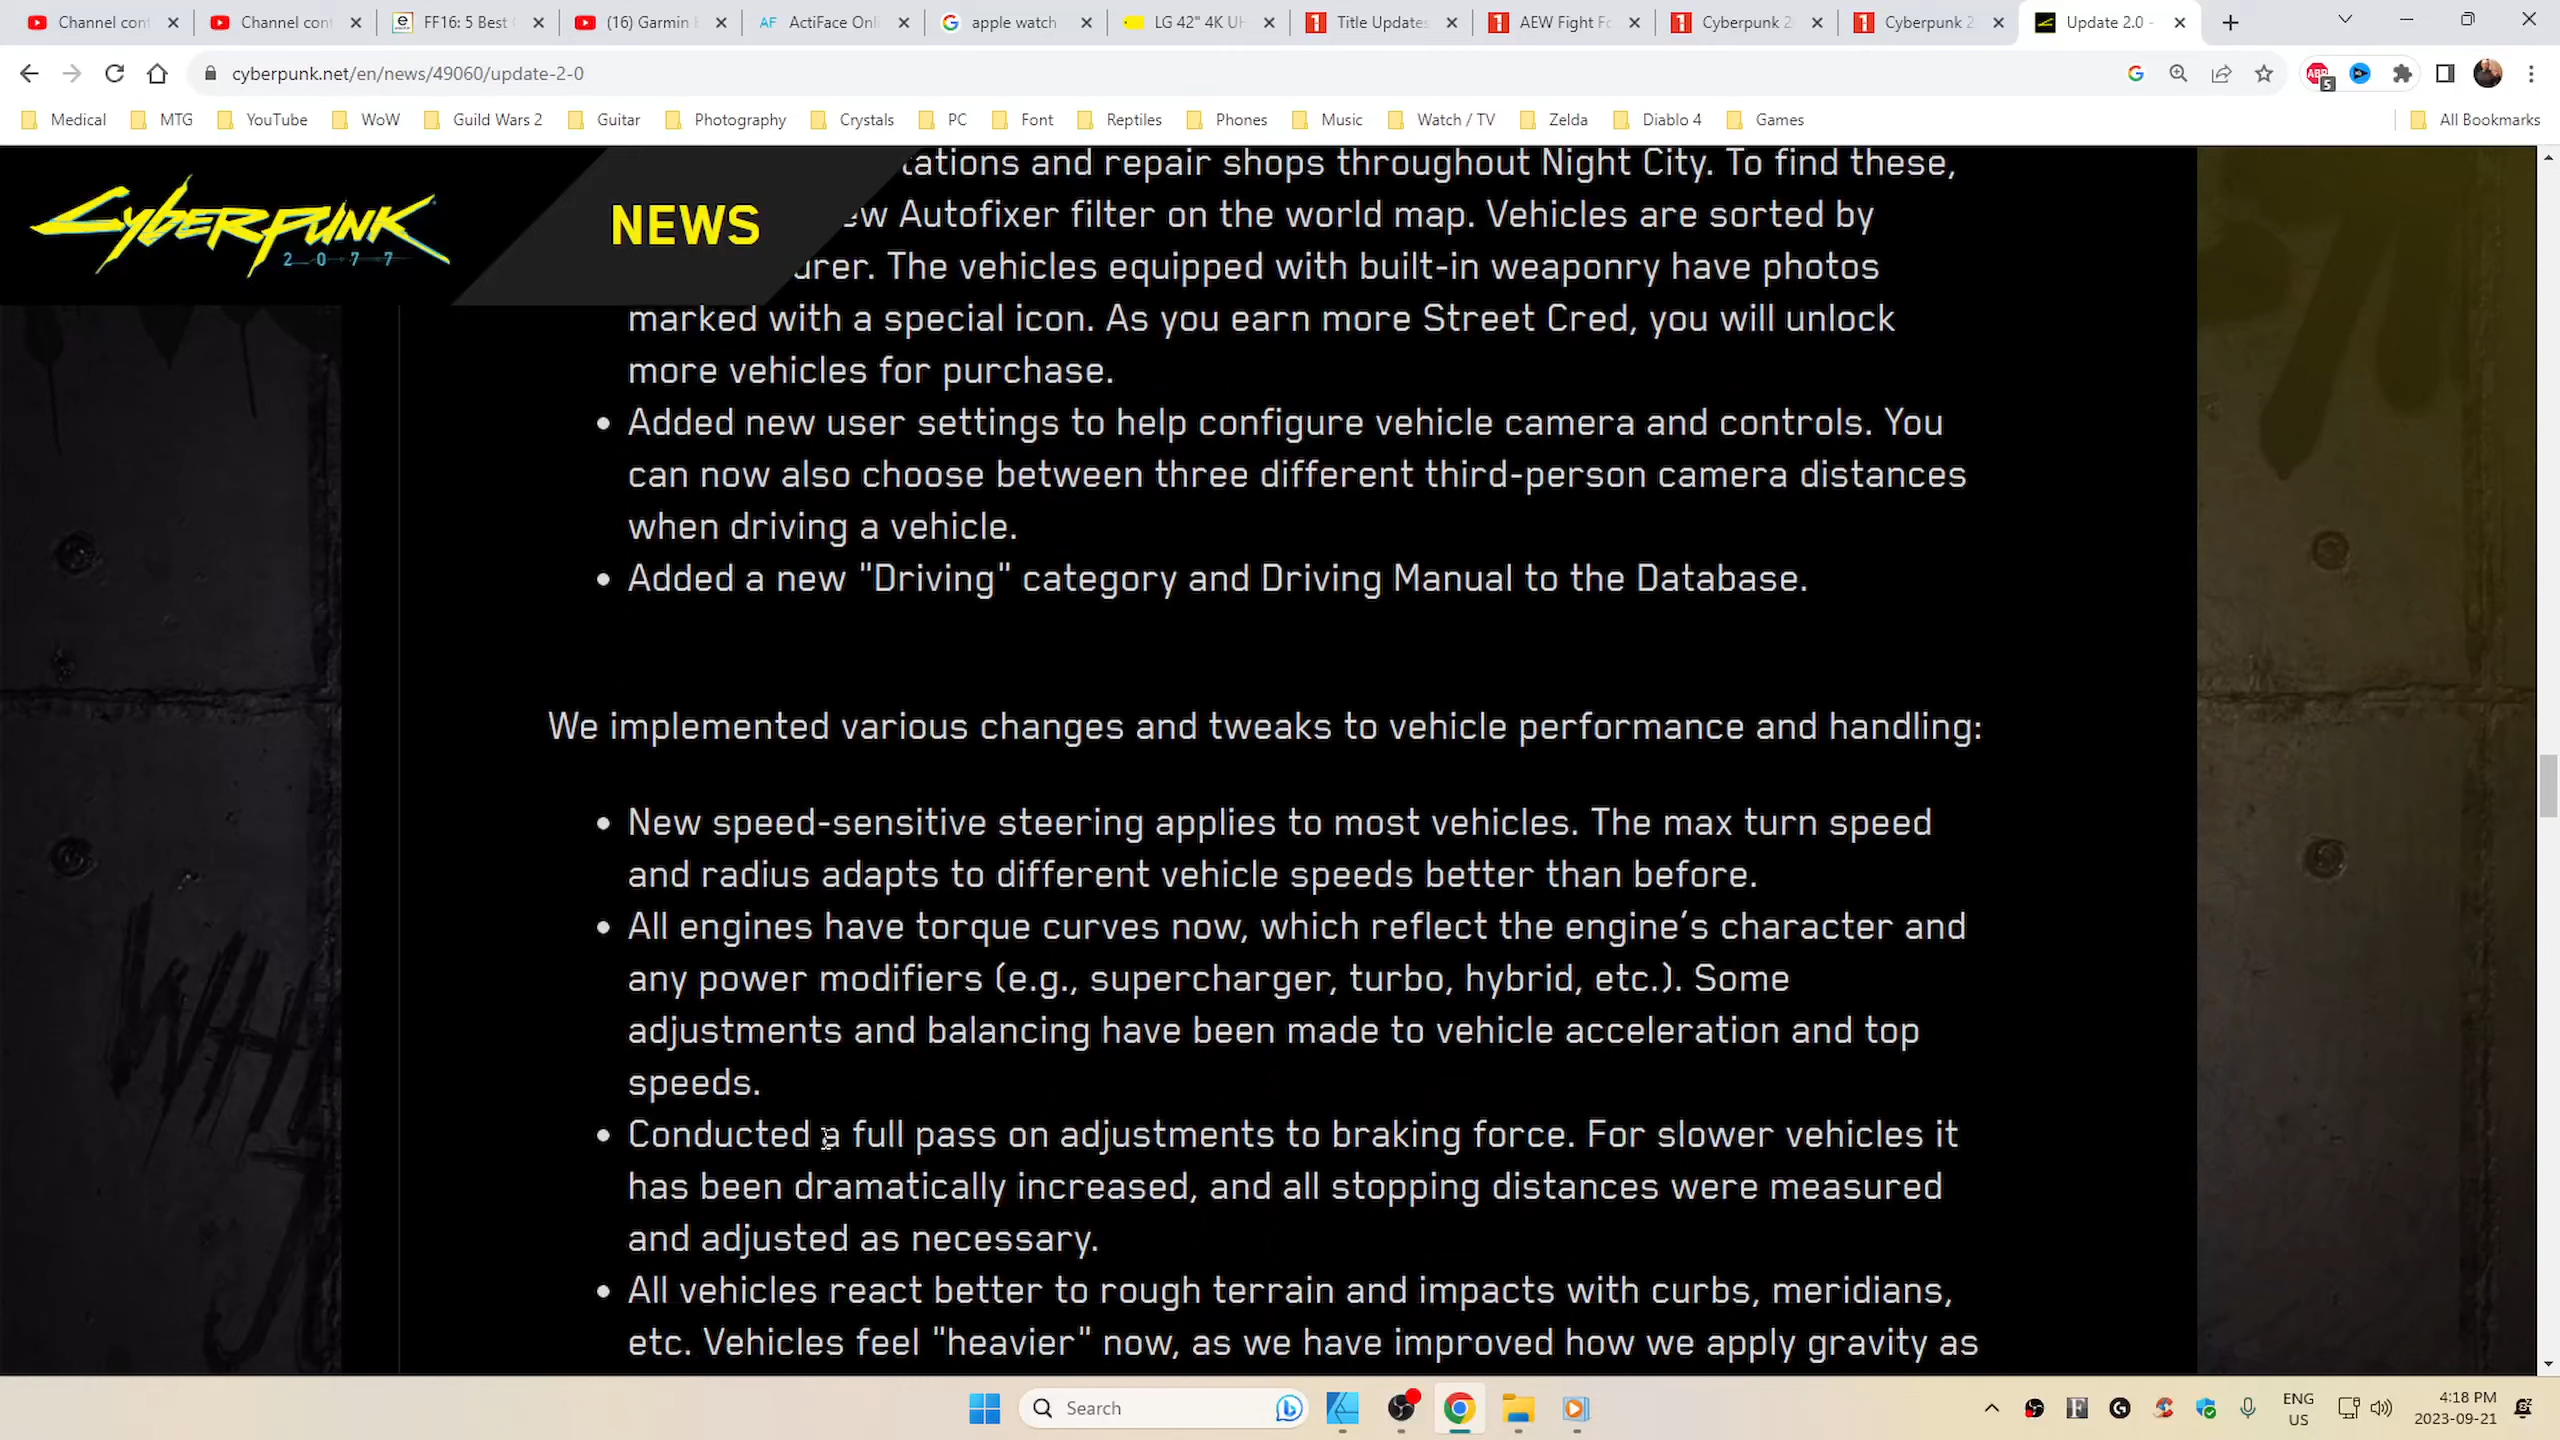 Channel con
Channel con
FF16: 5 Best
(16) Garmin
ActiFace Onl
apple watch
LG 42" 4K UH
Title Updates
AEW Fight Fo
Cyberpunk 2
Cyberpunk 2
Update 2.0 -
cyberpunk.net/en/news/49060/update-2-0
ABP
5
Medical
MTG
YouTube
WoW
Guild Wars 2
Guitar
Photography
Crystals
PC
Font
Reptiles
Phones
Music
Watch / TV
Zelda
Diablo 4
Games
All Bookmarks
Cyberpunk
2077
NEWS
tations and repair shops throughout Night City. To find these,
ew Autofixer filter on the world map. Vehicles are sorted by
urer. The vehicles equipped with built-in weaponry have photos
marked with a special icon. As you earn more Street Cred, you will unlock
more vehicles for purchase.
• Added new user settings to help configure vehicle camera and controls. You
can now also choose between three different third-person camera distances
when driving a vehicle.
• Added a new "Driving" category and Driving Manual to the Database.
We implemented various changes and tweaks to vehicle performance and handling:
• New speed-sensitive steering applies to most vehicles. The max turn speed
and radius adapts to different vehicle speeds better than before.
• All engines have torque curves now, which reflect the engine’s character and
any power modifiers (e.g., supercharger, turbo, hybrid, etc.). Some
adjustments and balancing have been made to vehicle acceleration and top
speeds.
• Conducted a full pass on adjustments to braking force. For slower vehicles it
has been dramatically increased, and all stopping distances were measured
and adjusted as necessary.
• All vehicles react better to rough terrain and impacts with curbs, meridians,
etc. Vehicles feel "heavier" now, as we have improved how we apply gravity as
Search
ENG
US
4:18 PM
2023-09-21